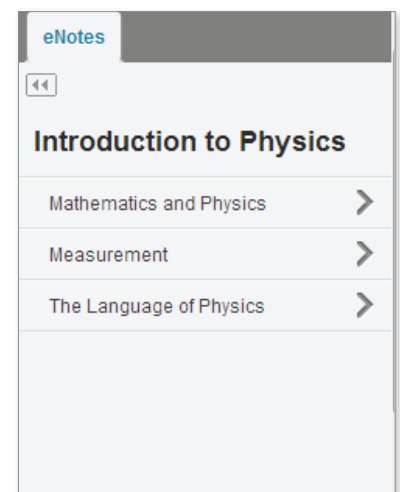 eNotes
Introduction to Physics
Mathematics and Physics
Measurement
The Language of Physics